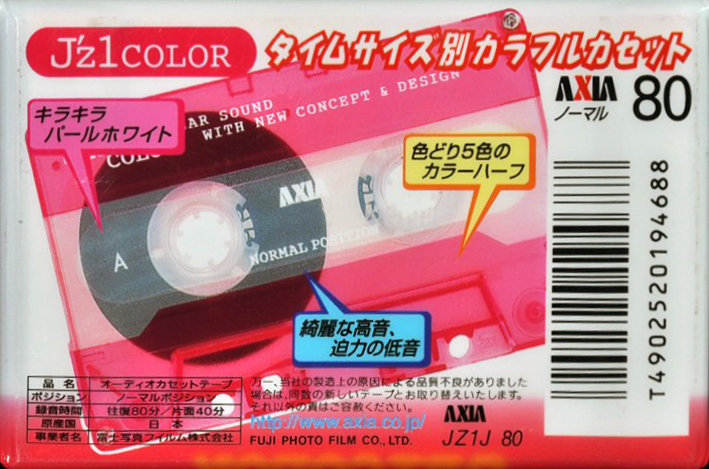 J'z1COLOR
タイムサイズ別カラフルカセット
AXIA
ノーマル 80
キラキラ
パールホワイト
AR SOUND
WITH NEW CONCEPT & DESIGN
COL
色どり5色の
カラーハーフ
AXIA
A
NORMAL POSITION
綺麗な高音、
迫力の低音
T4902520194688
品名 オーディオカセットテープ
ポジション ノーマルポジション
録音時間 往復80分/片面40分
原産国 日本
事業者名 富士写真フイルム株式会社
万一、当社の製造上の原因による品質不良がありました
場合は、同数の新しいテープとお取り替えいたします。
それ以外の責はご容赦ください。
http://www.axia.co.jp/
FUJI PHOTO FILM CO., LTD.
AXIA
JZ1J 80